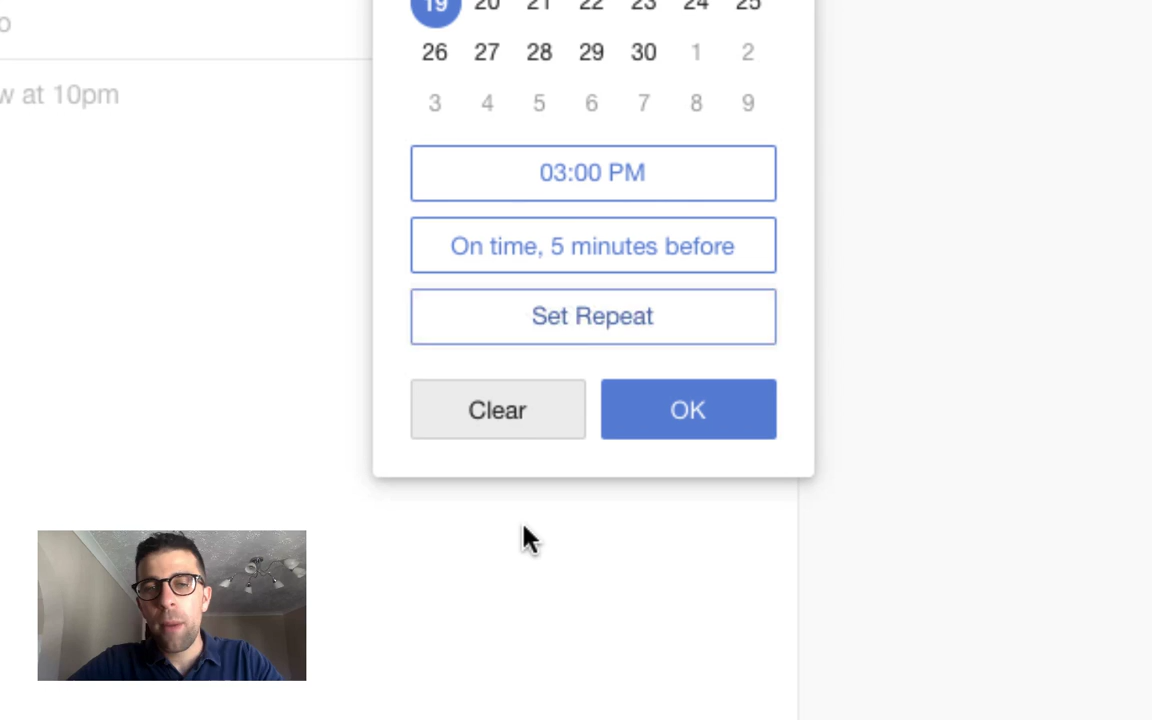 o
19 20 21 22 23 24 25
26 27 28 29 30 1 2
w at 10pm
3 4 5 6 7 8 9
03:00 PM
On time, 5 minutes before
Set Repeat
Clear OK